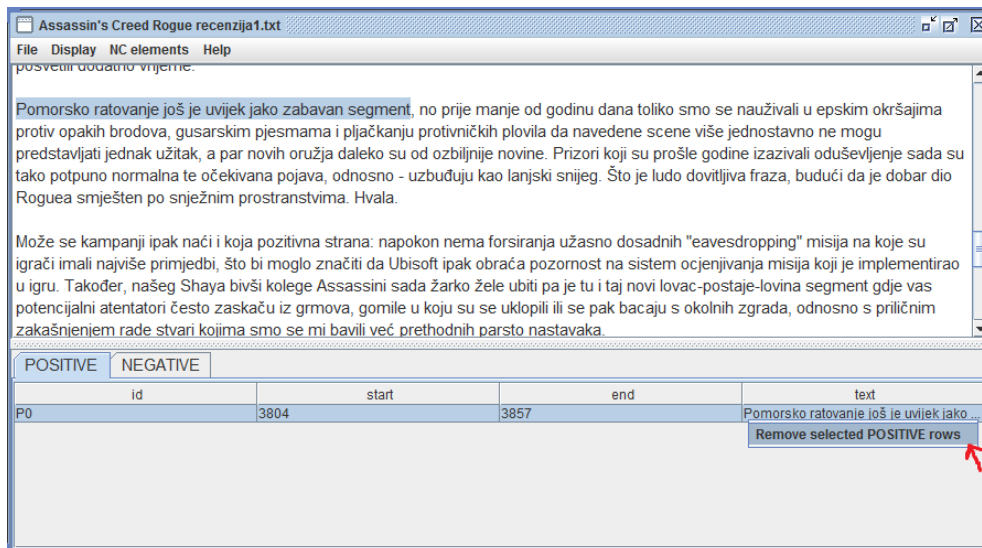 Assassin's Creed Rogue recenzija1.txt
File Display NC elements Help
posvetili dodatno vrijeme.
Pomorsko ratovanje još je uvijek jako zabavan segment, no prije manje od godinu dana toliko smo se nauživali u epskim okršajima
protiv opakih brodova, gusarskim pjesmama i pljačkanju protivničkih plovila da navedene scene više jednostavno ne mogu
predstavljati jednak užitak, a par novih oružja daleko su od ozbiljnije novine. Prizori koji su prošle godine izazivali oduševljenje sada su
tako potpuno normalna te očekivana pojava, odnosno - uzbuđuju kao lanjski snijeg. Što je ludo dovitljiva fraza, budući da je dobar dio
Roguea smješten po snježnim prostranstvima. Hvala.
Može se kampanji ipak naći i koja pozitivna strana: napokon nema forsiranja užasno dosadnih "eavesdropping" misija na koje su
igrači imali najviše primjedbi, što bi moglo značiti da Ubisoft ipak obraća pozornost na sistem ocjenjivanja misija koji je implementirao
u igru. Također, našeg Shaya bivši kolege Assassini sada žarko žele ubiti pa je tu i taj novi lovac-postaje-lovina segment gdje vas
potencijalni atentatori često zaskaču iz grmova, gomile u koju su se uklopili ili se pak bacaju s okolnih zgrada, odnosno s priličnim
zakašnjenjem rade stvari kojima smo se mi bavili već prethodnih parsto nastavaka.
POSITIVE NEGATIVE
id start end text
P0 3804 3857 Pomorsko ratovanje još je uvijek jako ...
Remove selected POSITIVE rows